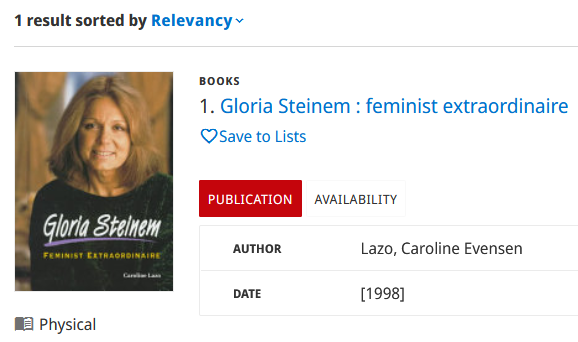 1 result sorted by Relevancy
BOOKS
1. Gloria Steinem : feminist extraordinaire
Save to Lists
Gloria Steinem
FEMINIST EXTRAORDINAIRE
Caroline Lazo
PUBLICATION
AVAILABILITY
AUTHOR Lazo, Caroline Evensen
DATE [1998]
Physical